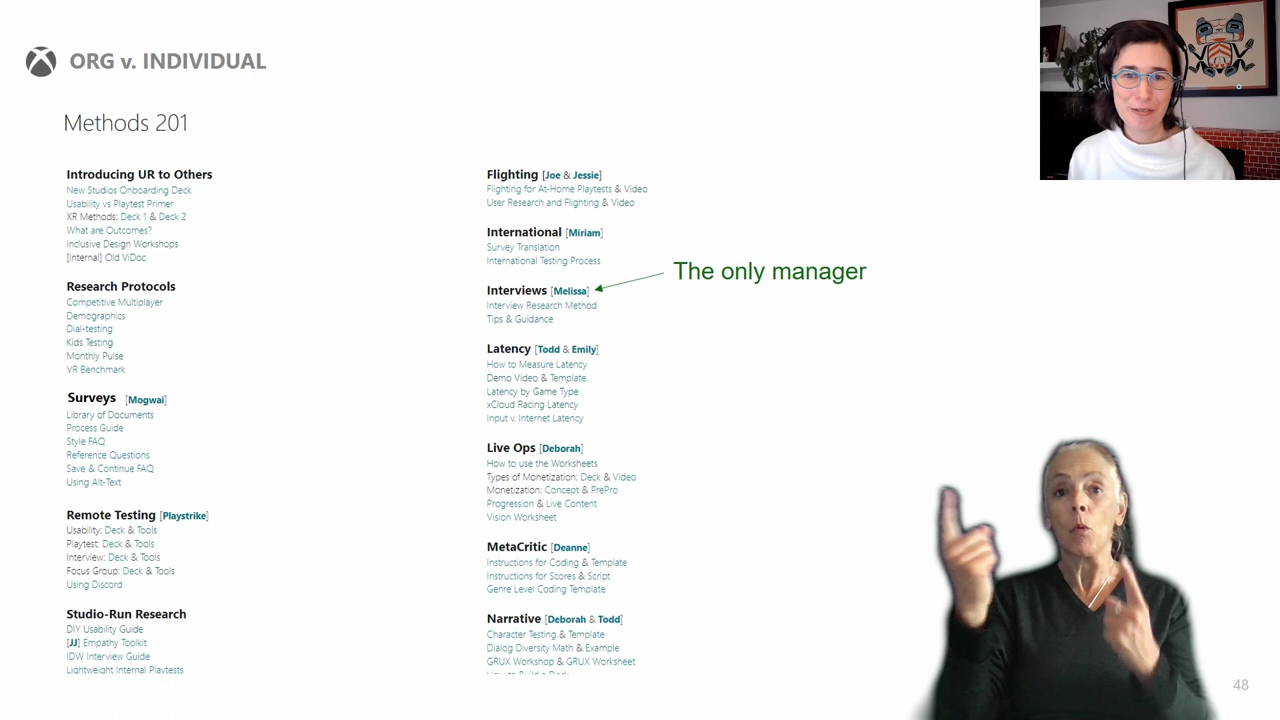 ORG v. INDIVIDUAL
Methods 201
Introducing UR to Others
New Studios Onboarding Deck
Usability vs Playtest Primer
XR Methods: Deck 1 & Deck 2
What are Outcomes?
Inclusive Design Workshops
[Internal] Old ViDoc
Research Protocols
Competitive Multiplayer
Demographics
Dial-testing
Kids Testing
Monthly Pulse
VR Benchmark
Surveys [Mogwai]
Library of Documents
Process Guide
Style FAQ
Reference Questions
Save & Continue FAQ
Using Alt-Text
Remote Testing [Playstrike]
Usability: Deck & Tools
Playtest: Deck & Tools
Interview: Deck & Tools
Focus Group: Deck & Tools
Using Discord
Studio-Run Research
DIY Usability Guide
[JJ] Empathy Toolkit
IDW Interview Guide
Lightweight Internal Playtests
Flighting [Joe & Jessie]
Flighting for At-Home Playtests & Video
User Research and Flighting & Video
International [Miriam]
Survey Translation
International Testing Process
Interviews [Melissa]
The only manager
Interview Research Method
Tips & Guidance
Latency [Todd & Emily]
How to Measure Latency
Demo Video & Template
Latency by Game Type
xCloud Racing Latency
Input v. Internet Latency
Live Ops [Deborah]
How to use the Worksheets
Types of Monetization: Deck & Video
Monetization: Concept & PrePro
Progression & Live Content
Vision Worksheet
MetaCritic [Deanne]
Instructions for Coding & Template
Instructions for Scores & Script
Genre Level Coding Template
Narrative [Deborah & Todd]
Character Testing & Template
Dialog Diversity Math & Example
GRUX Workshop & GRUX Worksheet
48